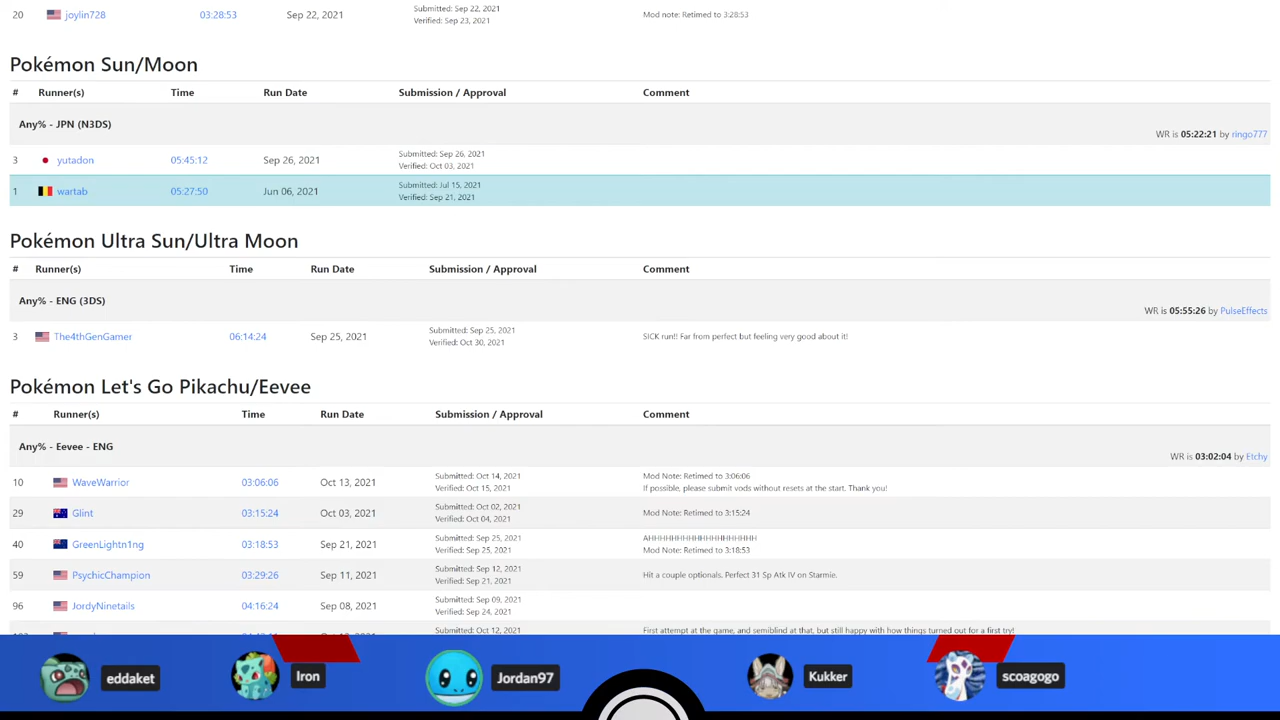 20 joylin728 03:28:53 Sep 22, 2021 Submitted: Sep 22, 2021 Verified: Sep 23, 2021 Mod note: Retimed to 3:28:53
Pokémon Sun/Moon
# Runner(s) Time Run Date Submission / Approval Comment
Any% - JPN (N3DS) WR is 05:22:21 by ringo777
3 yutadon 05:45:12 Sep 26, 2021 Submitted: Sep 26, 2021 Verified: Oct 03, 2021
1 wartab 05:27:50 Jun 06, 2021 Submitted: Jul 15, 2021 Verified: Sep 21, 2021
Pokémon Ultra Sun/Ultra Moon
# Runner(s) Time Run Date Submission / Approval Comment
Any% - ENG (3DS) WR is 05:55:26 by PulseEffects
3 The4thGenGamer 06:14:24 Sep 25, 2021 Submitted: Sep 25, 2021 Verified: Oct 30, 2021 SICK run!! Far from perfect but feeling very good about it!
Pokémon Let's Go Pikachu/Eevee
# Runner(s) Time Run Date Submission / Approval Comment
Any% - Eevee - ENG WR is 03:02:04 by Etchy
10 WaveWarrior 03:06:06 Oct 13, 2021 Submitted: Oct 14, 2021 Verified: Oct 15, 2021 Mod Note: Retimed to 3:06:06 If possible, please submit vods without resets at the start. Thank you!
29 Glint 03:15:24 Oct 03, 2021 Submitted: Oct 02, 2021 Verified: Oct 04, 2021 Mod Note: Retimed to 3:15:24
40 GreenLightn1ng 03:18:53 Sep 21, 2021 Submitted: Sep 25, 2021 Verified: Sep 25, 2021 Mod Note: Retimed to 3:18:53
59 PsychicChampion 03:29:26 Sep 11, 2021 Submitted: Sep 12, 2021 Verified: Sep 21, 2021 Hit a couple optionals. Perfect 31 Sp Atk IV on Starmie.
96 JordyNinetails 04:16:24 Sep 08, 2021 Submitted: Sep 09, 2021 Verified: Sep 24, 2021
Submitted: Oct 12, 2021 First attempt at the game, and semiblind at that, but still happy with how things turned out for a first try!
eddaket Iron Jordan97 Kukker scoagogo